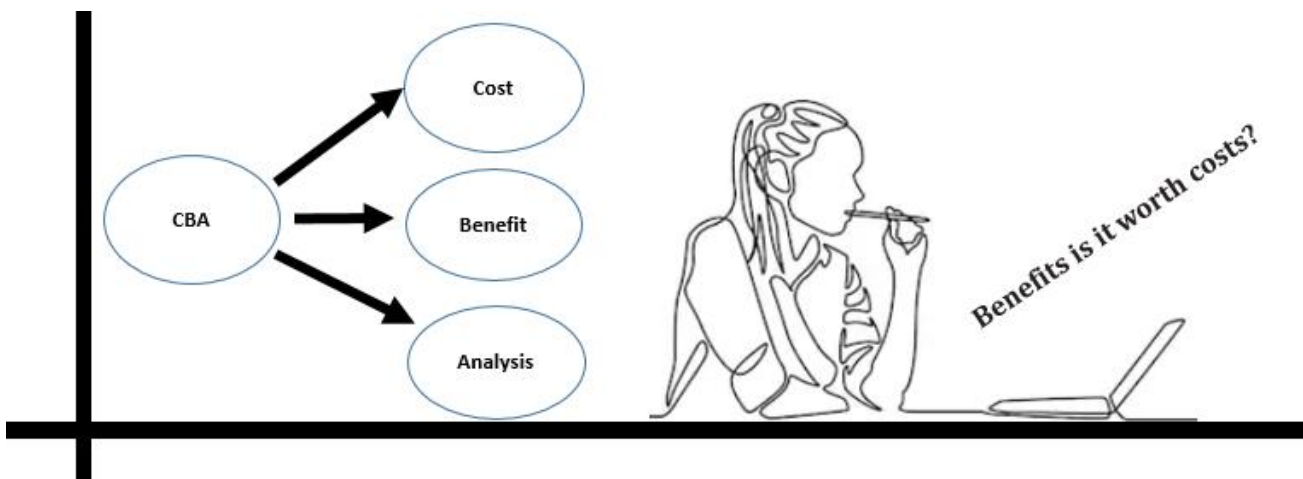 Cost
CBA
Benefit
Analysis
Benefits is it worth costs?